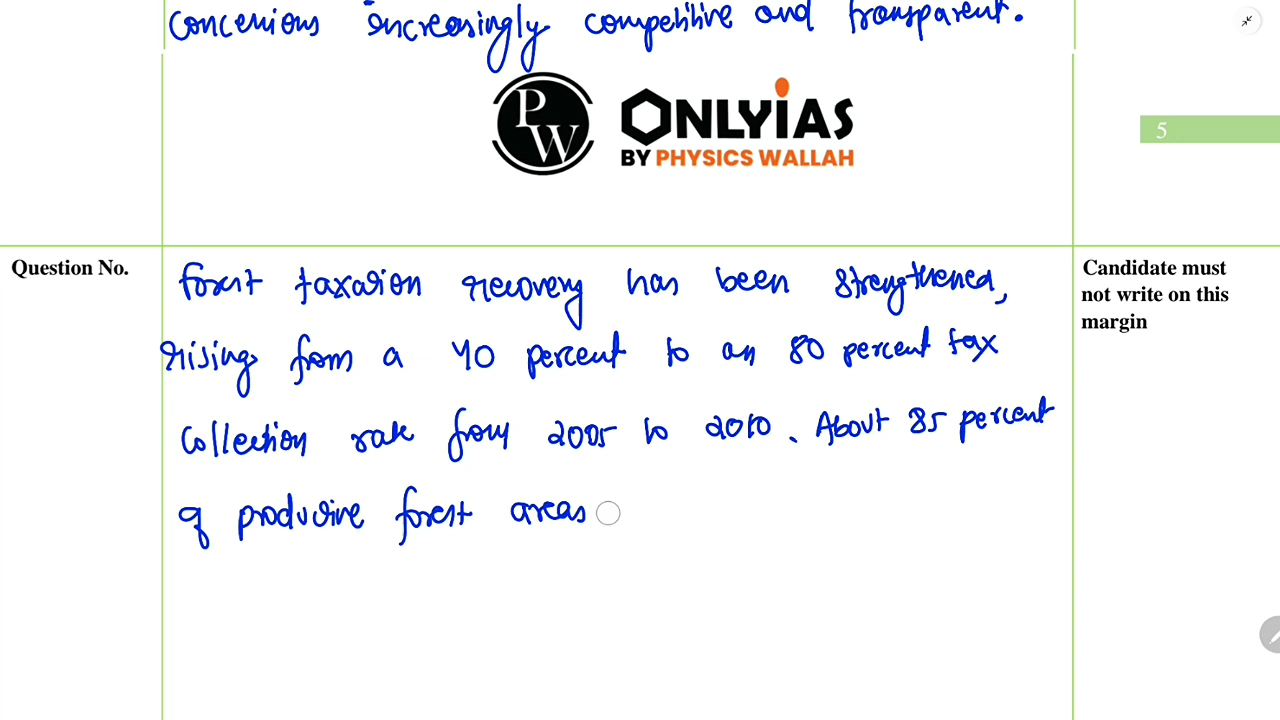 concenions increasingly competitive and transparent.
PW ONLYIAS
BY PHYSICS WALLAH
5
Question No.
Candidate must
not write on this
margin
forest taxation recovery has been strengthened,
rising from a 40 percent to an 80 percent tax
collection rate from 2005 to 2010. About 85 percent
of productive forest areas